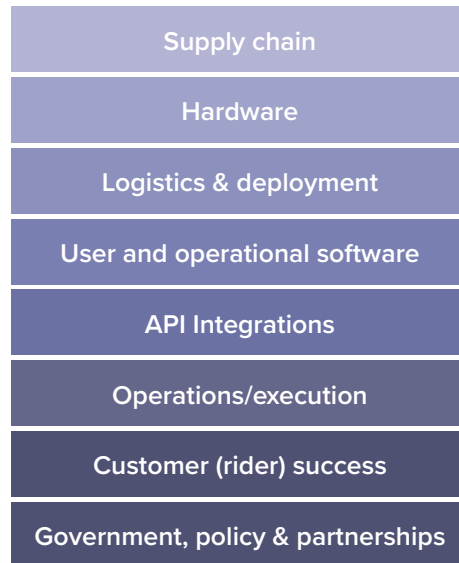 Supply chain
Hardware
Logistics & deployment
User and operational software
API Integrations
Operations/execution
Customer (rider) success
Government, policy & partnerships